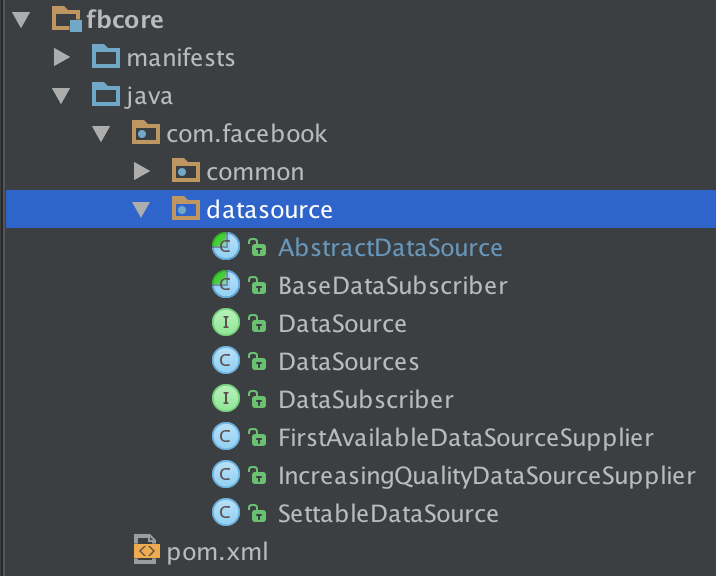 fbcore
manifests
java
com.facebook
common
datasource
C AbstractDataSource
C BaseDataSubscriber
I DataSource
C DataSources
I DataSubscriber
C FirstAvailableDataSourceSupplier
C IncreasingQualityDataSourceSupplier
C SettableDataSource
<> pom.xml